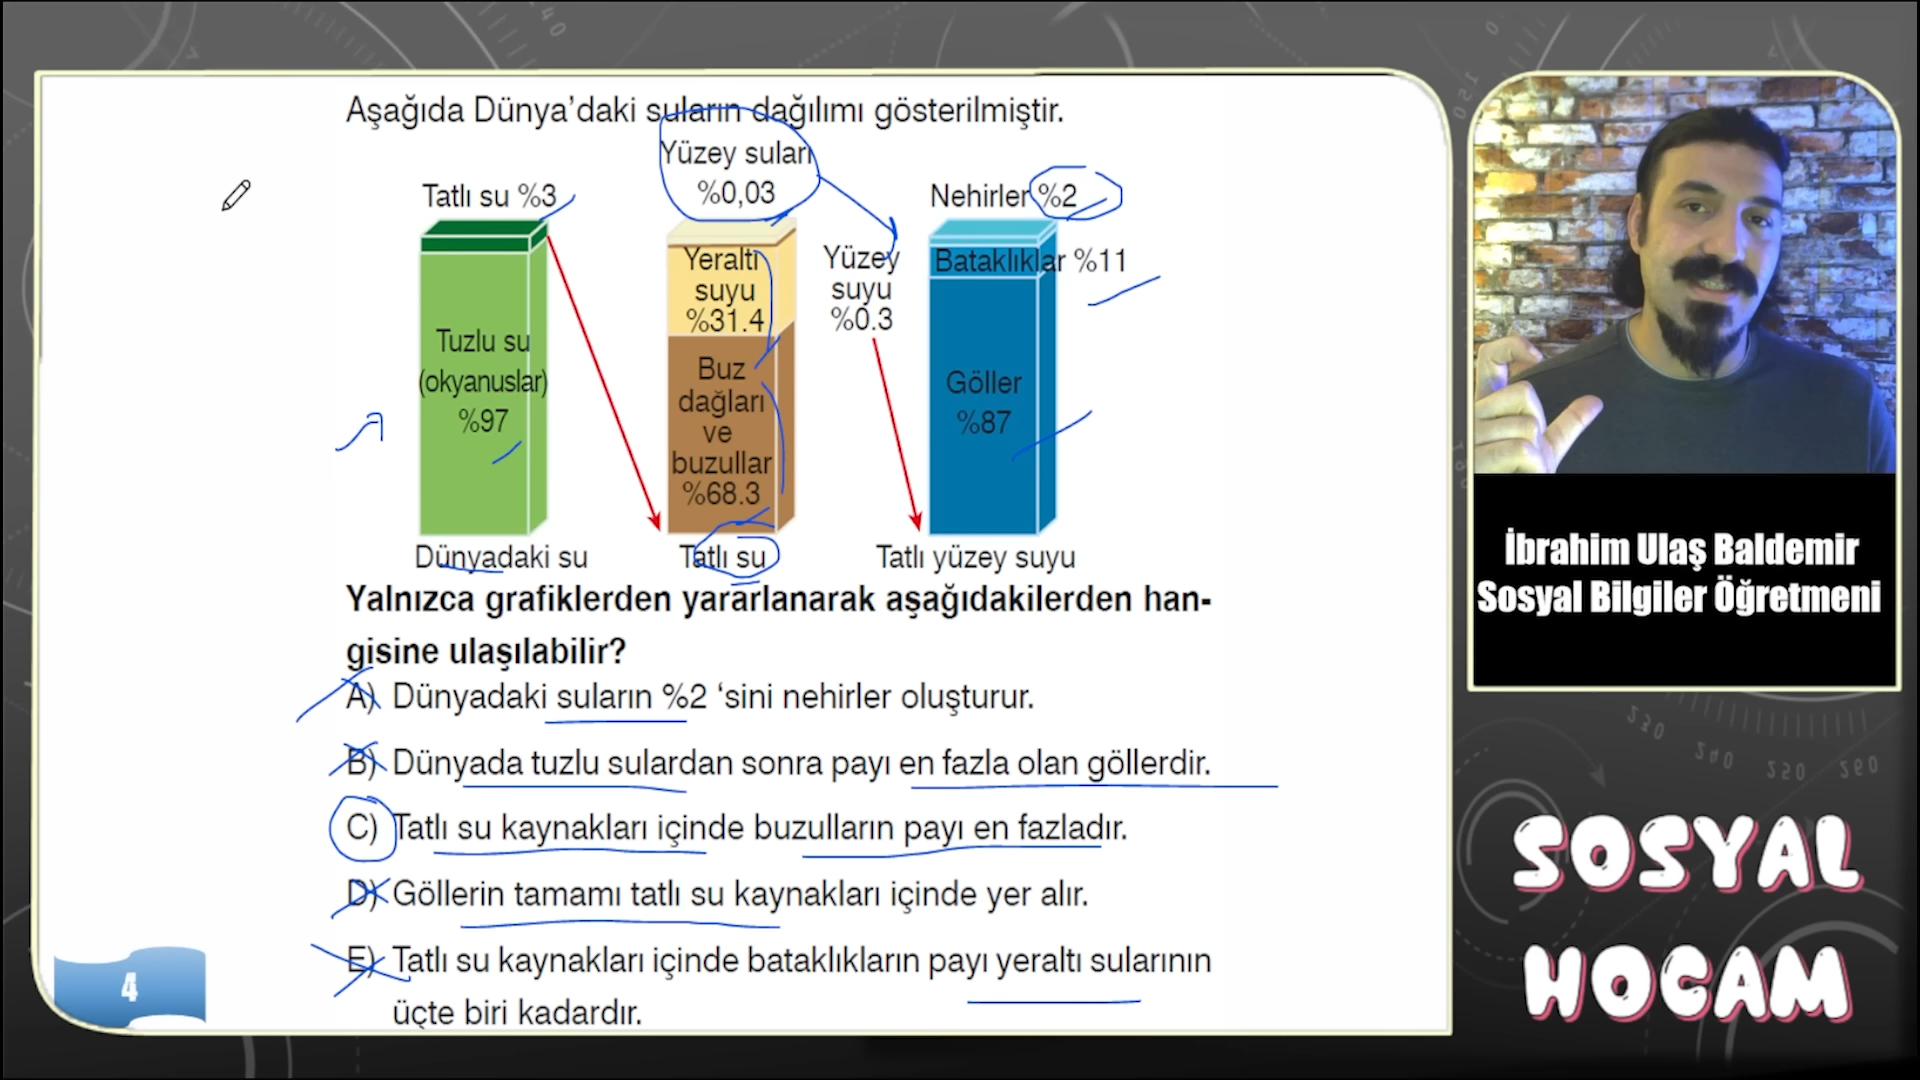 Aşağıda Dünya’daki suların dağılımı gösterilmiştir.
Yüzey suları
%0,03
Tatlı su %3
Nehirler %2
Yeraltı
suyu
%31.4
Yüzey
suyu
%0.3
Bataklıklar %11
Tuzlu su
(okyanuslar)
%97
Buz
dağları
ve
buzullar
%68.3
Göller
%87
Dünyadaki su
Tatlı su
Tatlı yüzey suyu
Yalnızca grafiklerden yararlanarak aşağıdakilerden han-
gisine ulaşılabilir?
A) Dünyadaki suların %2 ‘sini nehirler oluşturur.
B) Dünyada tuzlu sulardan sonra payı en fazla olan göllerdir.
C) Tatlı su kaynakları içinde buzulların payı en fazladır.
D) Göllerin tamamı tatlı su kaynakları içinde yer alır.
E) Tatlı su kaynakları içinde bataklıkların payı yeraltı sularının
üçte biri kadardır.
4
İbrahim Ulaş Baldemir
Sosyal Bilgiler Öğretmeni
SOSYAL
HOCAM
230 240 250 260